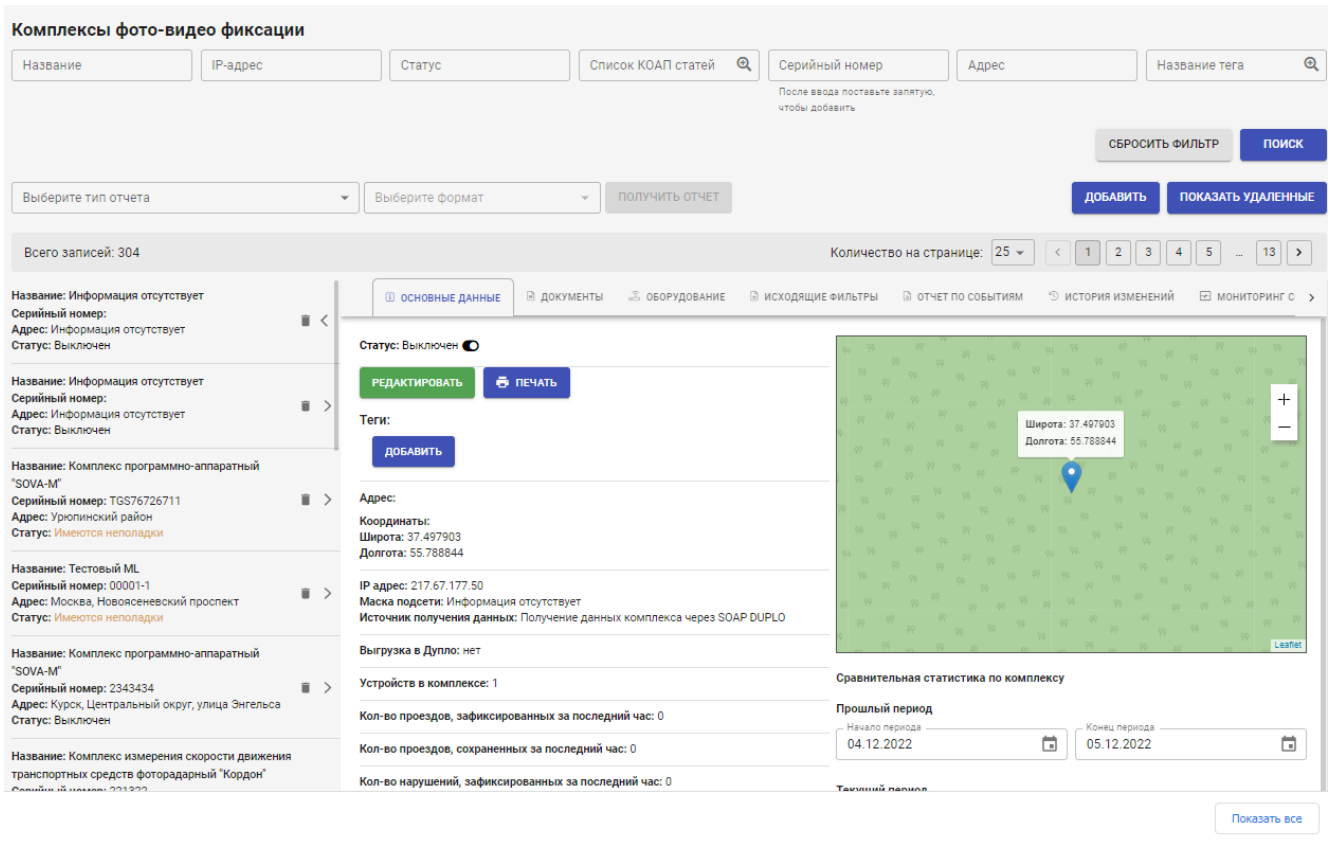 Комплексы фото-видео фиксации
Название
IP-адрес
Статус
Список КОАП статей
Серийный номер
Адрес
Название тега
После ввода поставьте запятую,
чтобы добавить
СБРОСИТЬ ФИЛЬТР
ПОИСК
Выберите тип отчета
Выберите формат
ПОЛУЧИТЬ ОТЧЕТ
ДОБАВИТЬ
ПОКАЗАТЬ УДАЛЕННЫЕ
Всего записей: 304
Количество на странице: 25
< 1 2 3 4 5 ... 13 >
Название: Информация отсутствует
Серийный номер:
Адрес: Информация отсутствует
Статус: Выключен
Название: Информация отсутствует
Серийный номер:
Адрес: Информация отсутствует
Статус: Выключен
Название: Комплекс программно-аппаратный
"SOVA-M"
Серийный номер: TGS76726711
Адрес: Урюпинский район
Статус: Имеются неполадки
Название: Тестовый ML
Серийный номер: 00001-1
Адрес: Москва, Новоясеневский проспект
Статус: Имеются неполадки
Название: Комплекс программно-аппаратный
"SOVA-M"
Серийный номер: 2343434
Адрес: Курск, Центральный округ, улица Энгельса
Статус: Выключен
Название: Комплекс измерения скорости движения
транспортных средств фоторадарный "Кордон"
Серийный номер: 221322
ОСНОВНЫЕ ДАННЫЕ
ДОКУМЕНТЫ
ОБОРУДОВАНИЕ
ИСХОДЯЩИЕ ФИЛЬТРЫ
ОТЧЕТ ПО СОБЫТИЯМ
ИСТОРИЯ ИЗМЕНЕНИЙ
МОНИТОРИНГ С
Статус: Выключен
РЕДАКТИРОВАТЬ
ПЕЧАТЬ
Теги:
ДОБАВИТЬ
Адрес:
Координаты:
Широта: 37.497903
Долгота: 55.788844
IP адрес: 217.67.177.50
Маска подсети: Информация отсутствует
Источник получения данных: Получение данных комплекса через SOAP DUPLO
Выгрузка в Дупло: нет
Устройств в комплексе: 1
Кол-во проездов, зафиксированных за последний час: 0
Кол-во проездов, сохраненных за последний час: 0
Кол-во нарушений, зафиксированных за последний час: 0
Широта: 37.497903
Долгота: 55.788844
+
−
Leaflet
Сравнительная статистика по комплексу
Прошлый период
Начало периода
04.12.2022
Конец периода
05.12.2022
Текущий период
Показать все